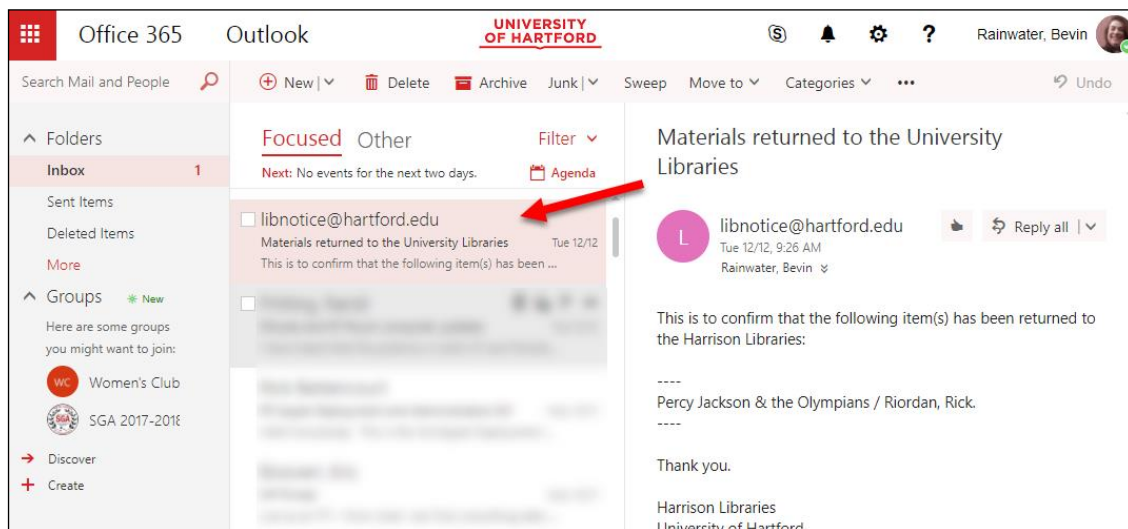 Office 365
Outlook
UNIVERSITY
OF HARTFORD
Rainwater, Bevin
Search Mail and People
New
Delete
Archive
Junk
Sweep
Move to
Categories
Undo
Folders
Inbox 1
Sent Items
Deleted Items
More
Groups New
Here are some groups
you might want to join:
WC Women's Club
SGA SGA 2017-2018
Discover
Create
Focused Other Filter
Next: No events for the next two days. Agenda
libnotice@hartford.edu
Materials returned to the University Libraries Tue 12/12
This is to confirm that the following item(s) has been ...
Materials returned to the University
Libraries
L
libnotice@hartford.edu
Reply all
Tue 12/12, 9:26 AM
Rainwater, Bevin
This is to confirm that the following item(s) has been returned to
the Harrison Libraries:
----
Percy Jackson & the Olympians / Riordan, Rick.
----
Thank you.
Harrison Libraries
University of Hartford